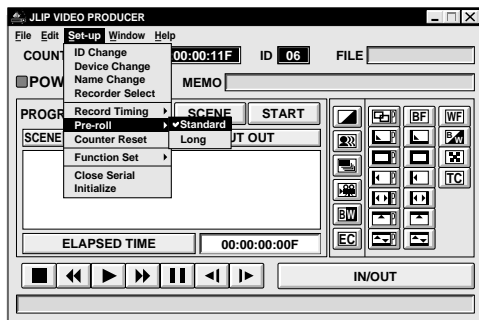 JLIP VIDEO PRODUCER
File Edit Set-up Window Help
COUNT 00:00:11F ID 06 FILE
ID Change
Device Change
Name Change
Recorder Select
POW MEMO
Record Timing
PROGR SCENE START
Pre-roll Standard
SCENE UT OUT
Counter Reset Long
Function Set
Close Serial
Initialize
BF WF
B/W
TC
BW
EC
ELAPSED TIME 00:00:00:00F
IN/OUT